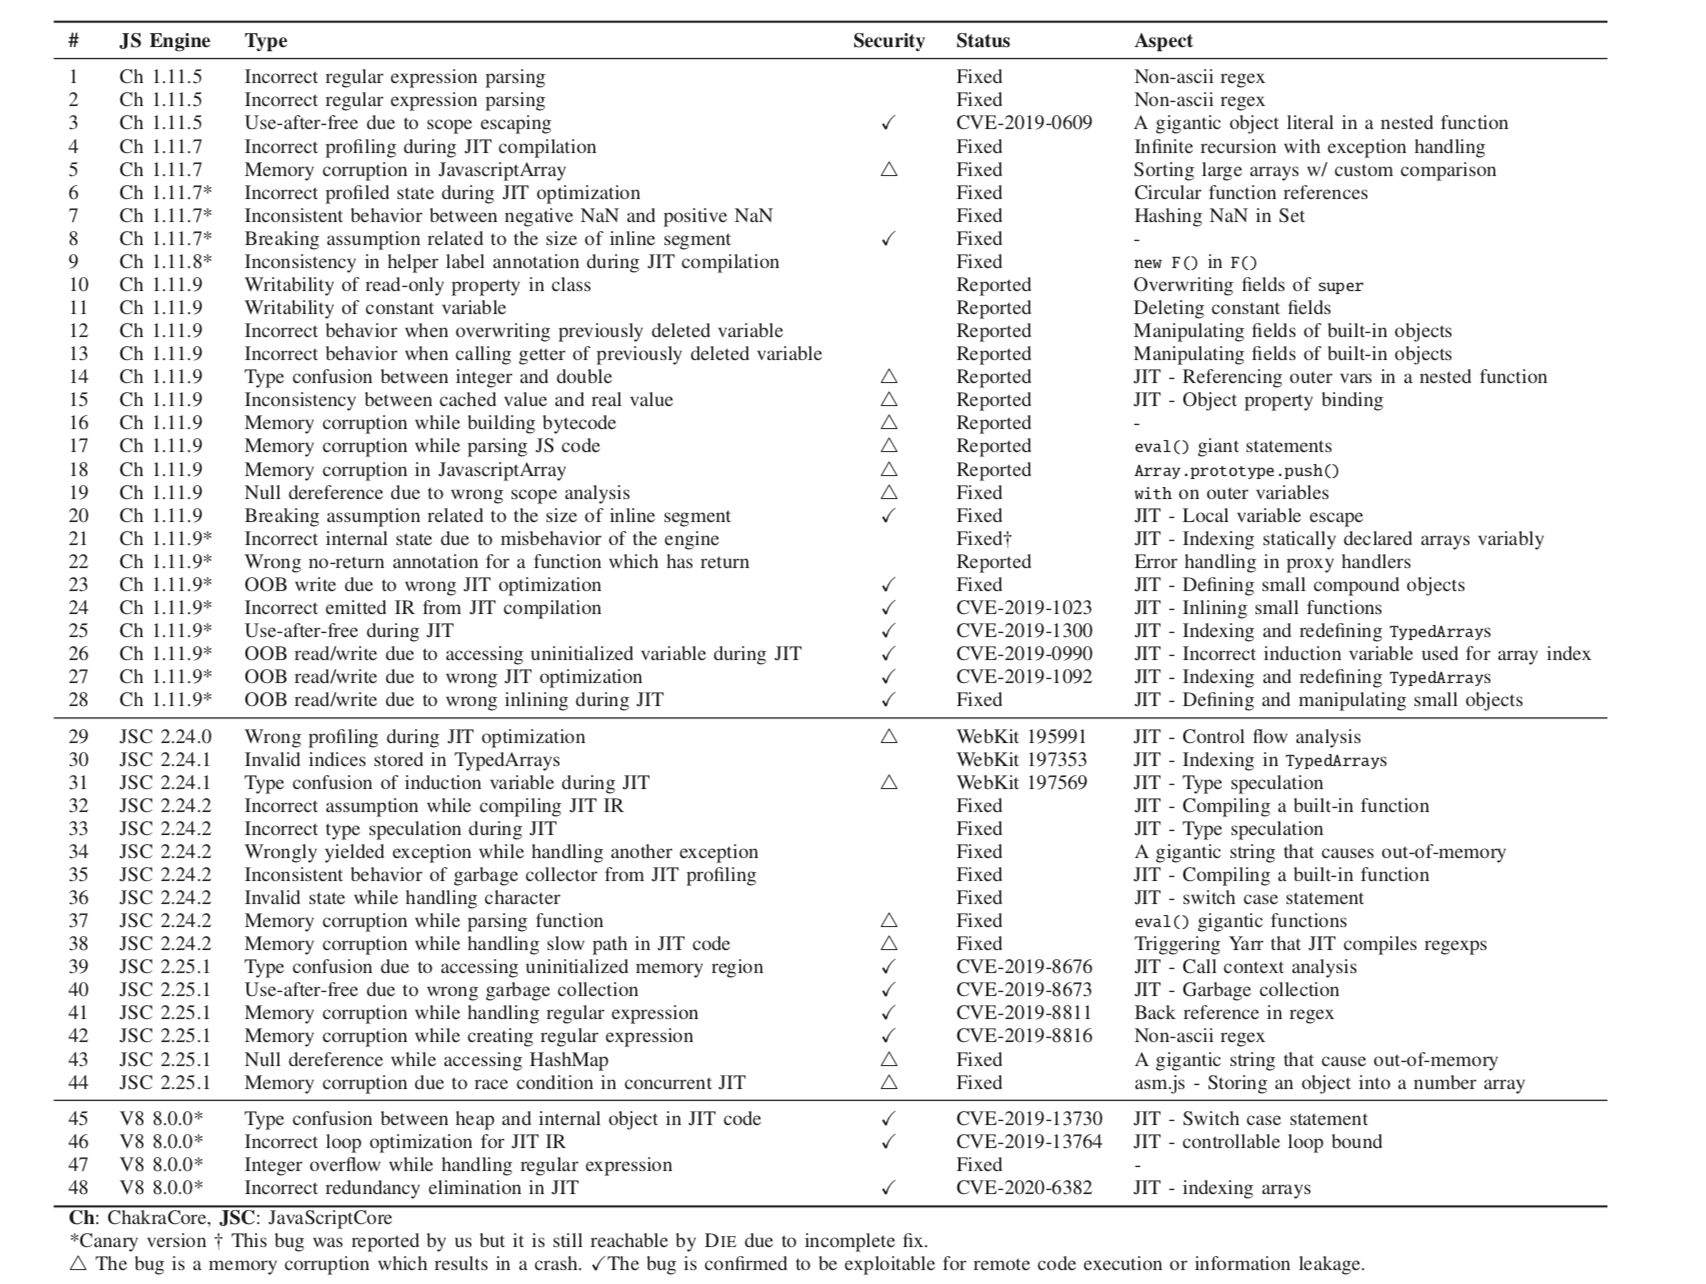 # JS Engine Type Security Status Aspect
1 Ch 1.11.5 Incorrect regular expression parsing Fixed Non-ascii regex
2 Ch 1.11.5 Incorrect regular expression parsing Fixed Non-ascii regex
3 Ch 1.11.5 Use-after-free due to scope escaping ✓ CVE-2019-0609 A gigantic object literal in a nested function
4 Ch 1.11.7 Incorrect profiling during JIT compilation Fixed Infinite recursion with exception handling
5 Ch 1.11.7 Memory corruption in JavascriptArray △ Fixed Sorting large arrays w/ custom comparison
6 Ch 1.11.7* Incorrect profiled state during JIT optimization Fixed Circular function references
7 Ch 1.11.7* Inconsistent behavior between negative NaN and positive NaN Fixed Hashing NaN in Set
8 Ch 1.11.7* Breaking assumption related to the size of inline segment ✓ Fixed -
9 Ch 1.11.8* Inconsistency in helper label annotation during JIT compilation Fixed new F() in F()
10 Ch 1.11.9 Writability of read-only property in class Reported Overwriting fields of super
11 Ch 1.11.9 Writability of constant variable Reported Deleting constant fields
12 Ch 1.11.9 Incorrect behavior when overwriting previously deleted variable Reported Manipulating fields of built-in objects
13 Ch 1.11.9 Incorrect behavior when calling getter of previously deleted variable Reported Manipulating fields of built-in objects
14 Ch 1.11.9 Type confusion between integer and double △ Reported JIT - Referencing outer vars in a nested function
15 Ch 1.11.9 Inconsistency between cached value and real value △ Reported JIT - Object property binding
16 Ch 1.11.9 Memory corruption while building bytecode △ Reported -
17 Ch 1.11.9 Memory corruption while parsing JS code △ Reported eval() giant statements
18 Ch 1.11.9 Memory corruption in JavascriptArray △ Reported Array.prototype.push()
19 Ch 1.11.9 Null dereference due to wrong scope analysis △ Fixed with on outer variables
20 Ch 1.11.9 Breaking assumption related to the size of inline segment ✓ Fixed JIT - Local variable escape
21 Ch 1.11.9* Incorrect internal state due to misbehavior of the engine Fixed† JIT - Indexing statically declared arrays variably
22 Ch 1.11.9* Wrong no-return annotation for a function which has return Reported Error handling in proxy handlers
23 Ch 1.11.9* OOB write due to wrong JIT optimization ✓ Fixed JIT - Defining small compound objects
24 Ch 1.11.9* Incorrect emitted IR from JIT compilation ✓ CVE-2019-1023 JIT - Inlining small functions
25 Ch 1.11.9* Use-after-free during JIT ✓ CVE-2019-1300 JIT - Indexing and redefining TypedArrays
26 Ch 1.11.9* OOB read/write due to accessing uninitialized variable during JIT ✓ CVE-2019-0990 JIT - Incorrect induction variable used for array index
27 Ch 1.11.9* OOB read/write due to wrong JIT optimization ✓ CVE-2019-1092 JIT - Indexing and redefining TypedArrays
28 Ch 1.11.9* OOB read/write due to wrong inlining during JIT ✓ Fixed JIT - Defining and manipulating small objects
29 JSC 2.24.0 Wrong profiling during JIT optimization △ WebKit 195991 JIT - Control flow analysis
30 JSC 2.24.1 Invalid indices stored in TypedArrays WebKit 197353 JIT - Indexing in TypedArrays
31 JSC 2.24.1 Type confusion of induction variable during JIT △ WebKit 197569 JIT - Type speculation
32 JSC 2.24.2 Incorrect assumption while compiling JIT IR Fixed JIT - Compiling a built-in function
33 JSC 2.24.2 Incorrect type speculation during JIT Fixed JIT - Type speculation
34 JSC 2.24.2 Wrongly yielded exception while handling another exception Fixed A gigantic string that causes out-of-memory
35 JSC 2.24.2 Inconsistent behavior of garbage collector from JIT profiling Fixed JIT - Compiling a built-in function
36 JSC 2.24.2 Invalid state while handling character Fixed JIT - switch case statement
37 JSC 2.24.2 Memory corruption while parsing function △ Fixed eval() gigantic functions
38 JSC 2.24.2 Memory corruption while handling slow path in JIT code △ Fixed Triggering Yarr that JIT compiles regexps
39 JSC 2.25.1 Type confusion due to accessing uninitialized memory region ✓ CVE-2019-8676 JIT - Call context analysis
40 JSC 2.25.1 Use-after-free due to wrong garbage collection ✓ CVE-2019-8673 JIT - Garbage collection
41 JSC 2.25.1 Memory corruption while handling regular expression ✓ CVE-2019-8811 Back reference in regex
42 JSC 2.25.1 Memory corruption while creating regular expression ✓ CVE-2019-8816 Non-ascii regex
43 JSC 2.25.1 Null dereference while accessing HashMap △ Fixed A gigantic string that cause out-of-memory
44 JSC 2.25.1 Memory corruption due to race condition in concurrent JIT △ Fixed asm.js - Storing an object into a number array
45 V8 8.0.0* Type confusion between heap and internal object in JIT code ✓ CVE-2019-13730 JIT - Switch case statement
46 V8 8.0.0* Incorrect loop optimization for JIT IR ✓ CVE-2019-13764 JIT - controllable loop bound
47 V8 8.0.0* Integer overflow while handling regular expression Fixed -
48 V8 8.0.0* Incorrect redundancy elimination in JIT ✓ CVE-2020-6382 JIT - indexing arrays
Ch: ChakraCore, JSC: JavaScriptCore
*Canary version † This bug was reported by us but it is still reachable by DIE due to incomplete fix.
△ The bug is a memory corruption which results in a crash. ✓The bug is confirmed to be exploitable for remote code execution or information leakage.